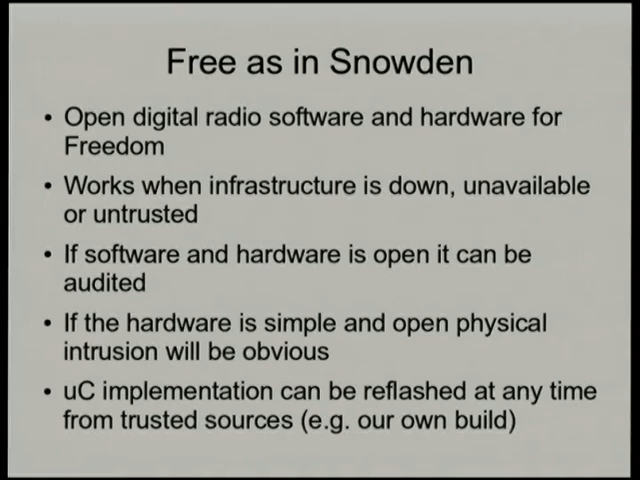 Free as in Snowden
• Open digital radio software and hardware for
Freedom
• Works when infrastructure is down, unavailable
or untrusted
• If software and hardware is open it can be
audited
• If the hardware is simple and open physical
intrusion will be obvious
• uC implementation can be reflashed at any time
from trusted sources (e.g. our own build)